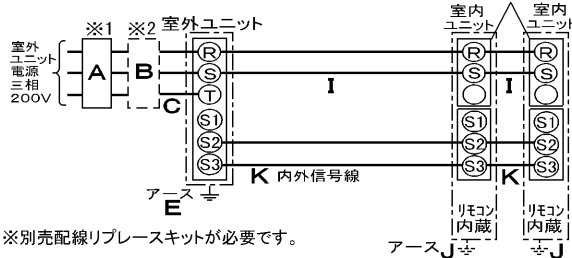 ※1
※2
室外ユニット
室内
ユニット
室内
ユニット
室外
ユニット
電源
三相
200V
A
B
C
R
S
T
S1
S2
S3
I
R
S
S1
S2
S3
I
R
S
S1
S2
S3
K 内外信号線
K
アース
E
リモコン
内蔵
リモコン
内蔵
アース J
J
※別売配線リプレースキットが必要です。